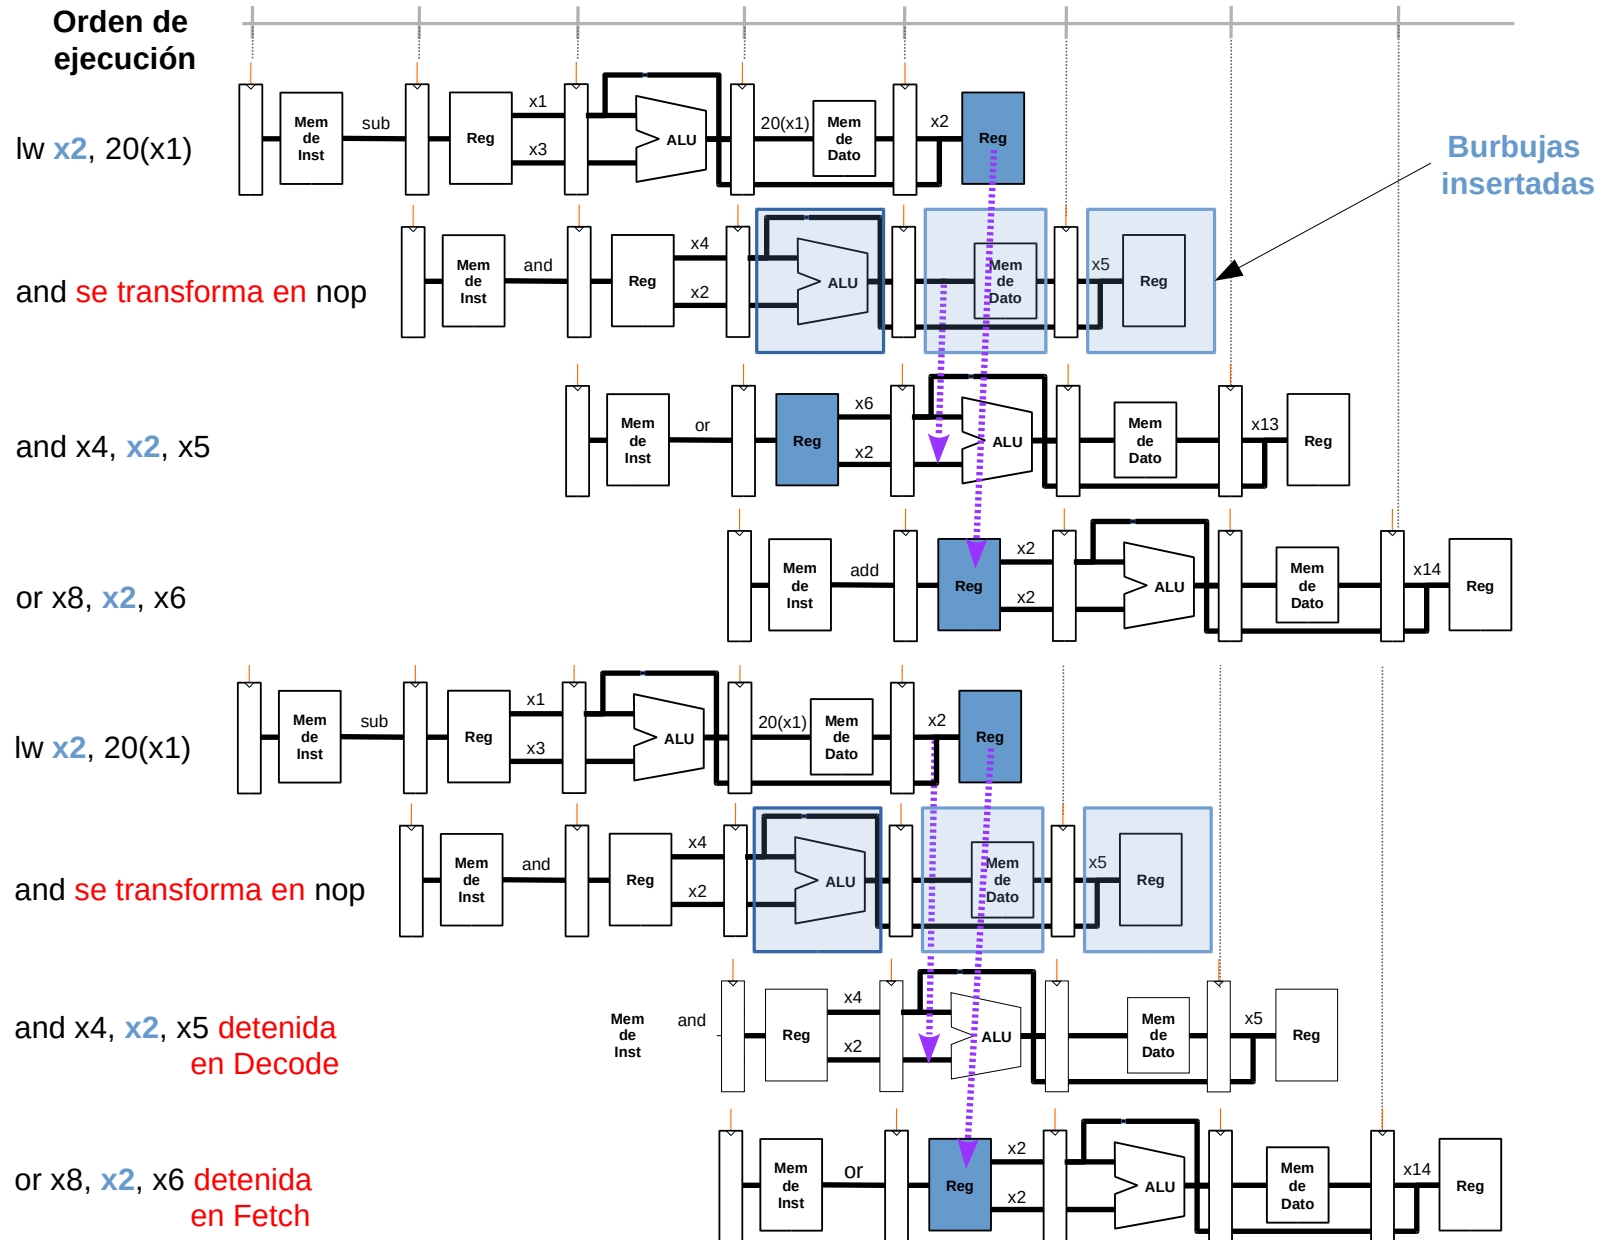 Orden de
ejecución
lw x2, 20(x1)
Mem
de
Inst
sub
Reg
x1
x3
ALU
20(x1)
Mem
de
Dato
x2
Reg
Burbujas
insertadas
and se transforma en nop
Mem
de
Inst
and
Reg
x4
x2
ALU
Mem
de
Dato
x5
Reg
and x4, x2, x5
Mem
de
Inst
or
Reg
x6
x2
ALU
Mem
de
Dato
x13
Reg
or x8, x2, x6
Mem
de
Inst
add
Reg
x2
x2
ALU
Mem
de
Dato
x14
Reg
lw x2, 20(x1)
Mem
de
Inst
sub
Reg
x1
x3
ALU
20(x1)
Mem
de
Dato
x2
Reg
and se transforma en nop
Mem
de
Inst
and
Reg
x4
x2
ALU
Mem
de
Dato
x5
Reg
and x4, x2, x5 detenida
en Decode
Mem
de
Inst
and
Reg
x4
x2
ALU
Mem
de
Dato
x5
Reg
or x8, x2, x6 detenida
en Fetch
Mem
de
Inst
or
Reg
x2
x2
ALU
Mem
de
Dato
x14
Reg